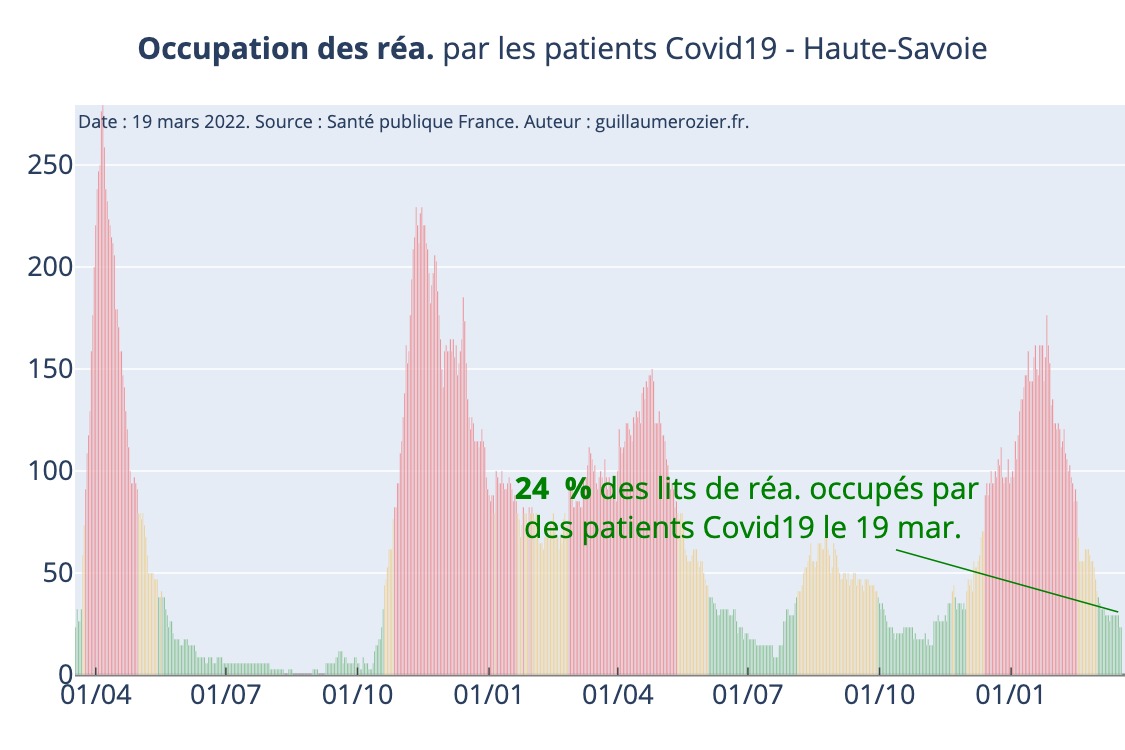 Occupation des réa. par les patients Covid19 - Haute-Savoie
Date : 19 mars 2022. Source : Santé publique France. Auteur : guillaumerozier.fr.
250
200
150
100
24 % des lits de réa. occupés par
des patients Covid19 le 19 mar.
50
0
01/04 01/07 01/10 01/01 01/04 01/07 01/10 01/01